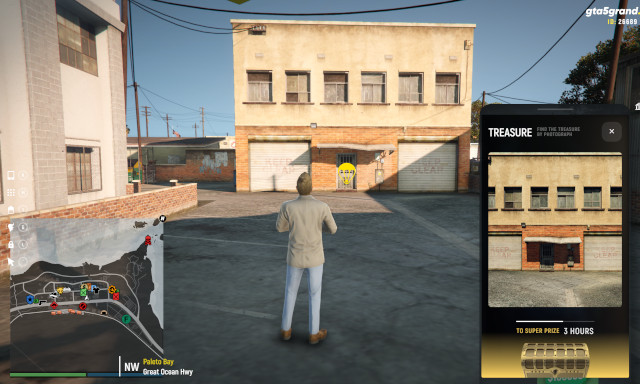 gta5grand.
ID: 26689
TREASURE
FIND THE TREASURE
BY PHOTOGRAPH
TO SUPER PRIZE 3 HOURS
NW
Paleto Bay
Great Ocean Hwy